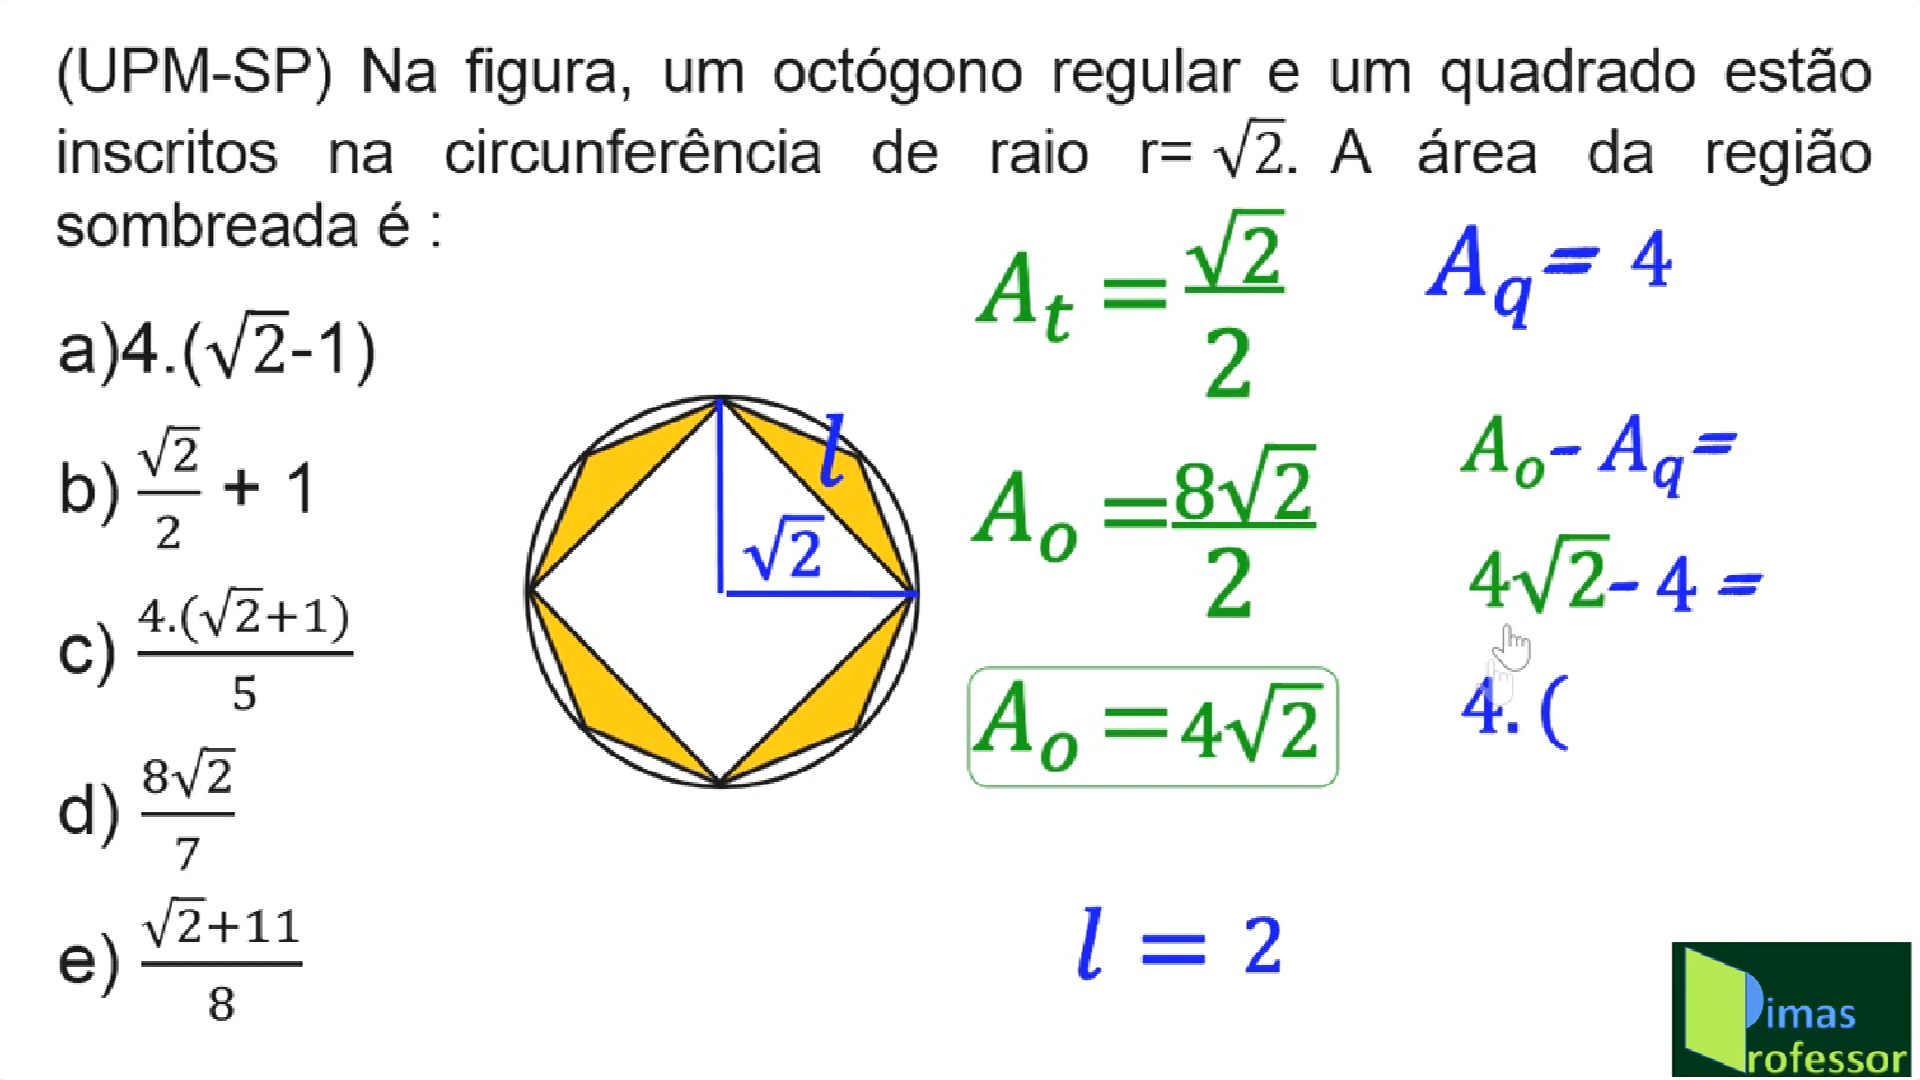 (UPM-SP) Na figura, um octógono regular e um quadrado estão
inscritos na circunferência de raio r= √2. A área da região
sombreada é :
a)4.(√2-1)
b) √2/2 + 1
c) 4.(√2+1)/5
d) 8√2/7
e) √2+11/8
l
√2
A_t = √2/2
A_o = 8√2/2
A_o = 4√2
l = 2
A_q = 4
A_o - A_q =
4√2 - 4 =
4. (
Dimas
Professor